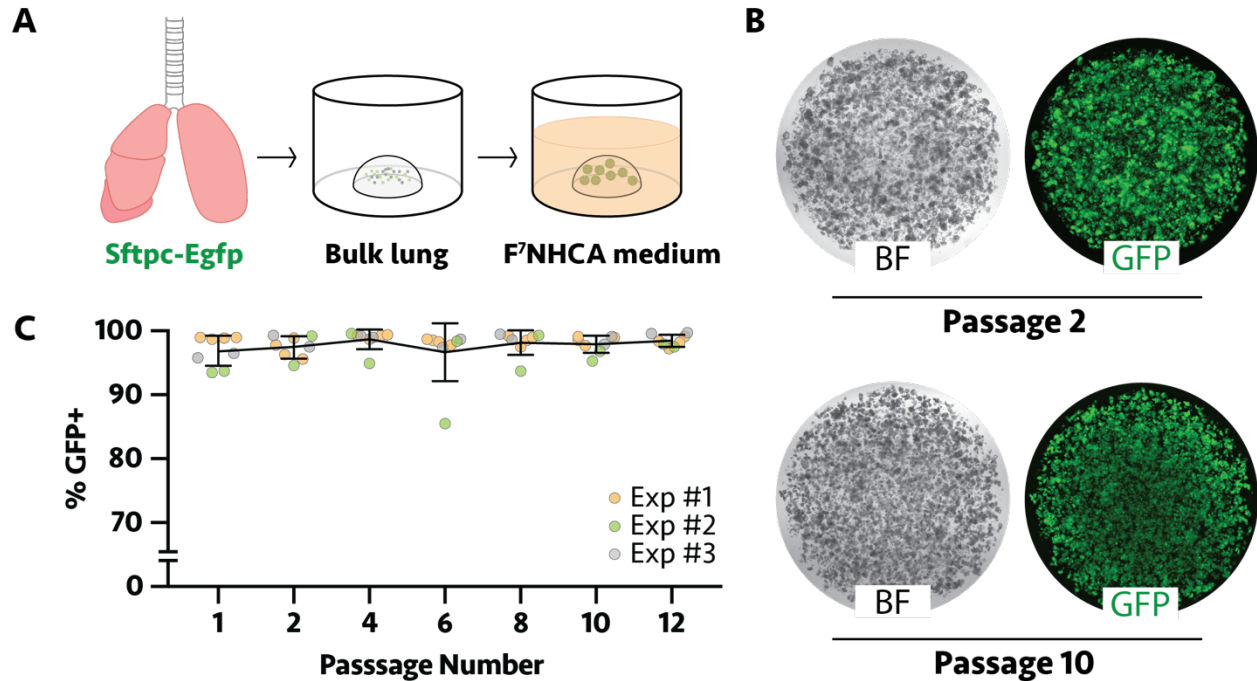 A
Sftpc-Egfp
Bulk lung
F⁷NHCA medium
B
BF
GFP
Passage 2
BF
GFP
Passage 10
C
% GFP+
100
90
80
70
0
1 2 4 6 8 10 12
Passsage Number
Exp #1
Exp #2
Exp #3